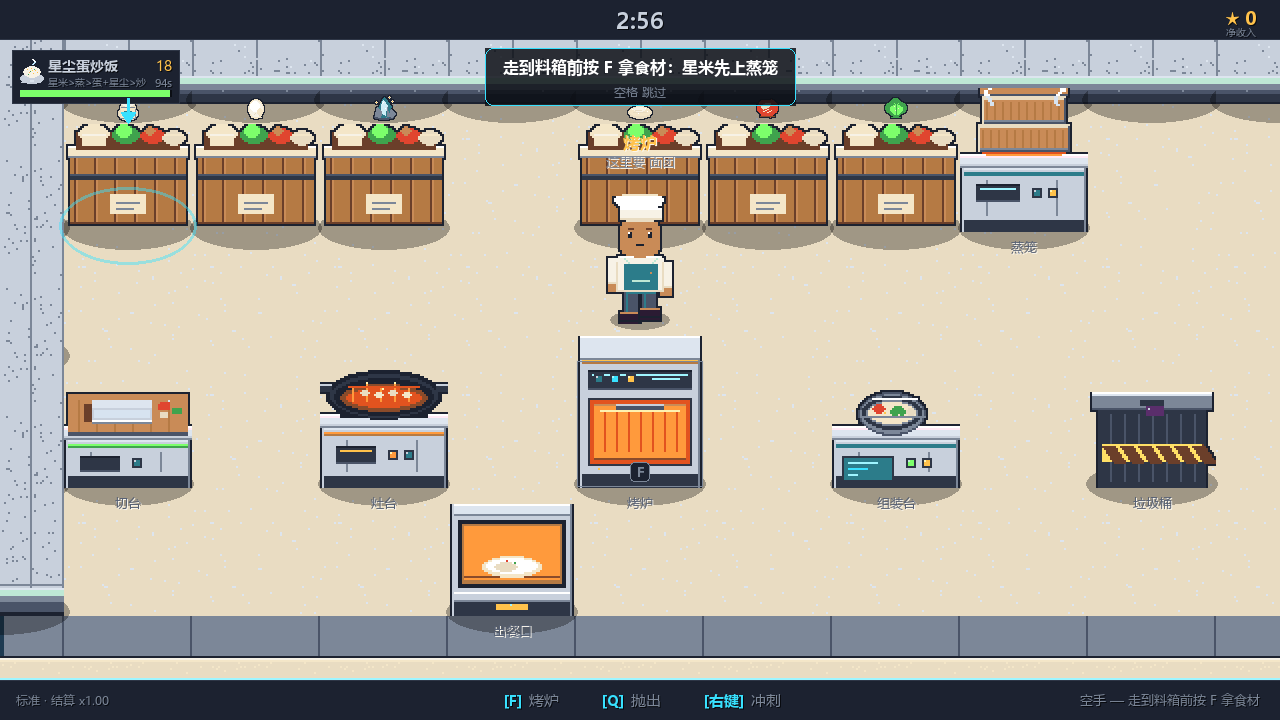 2:56
★ 0
净收入
星尘蛋炒饭 18
星米>蒸>蛋+星尘>炒 94s
走到料箱前按 F 拿食材：星米先上蒸笼
空格 跳过
烤炉
这里要 面团
蒸笼
F
切台
灶台
烤炉
组装台
垃圾桶
出餐口
标准 · 结算 x1.00
[F] 烤炉
[Q] 抛出
[右键] 冲刺
空手 — 走到料箱前按 F 拿食材